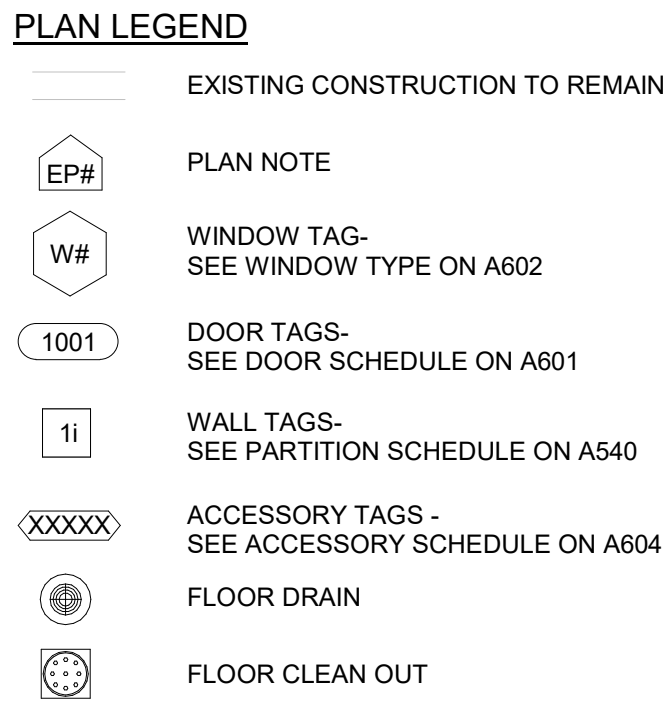 PLAN LEGEND
EXISTING CONSTRUCTION TO REMAIN
EP# PLAN NOTE
W# WINDOW TAG-
SEE WINDOW TYPE ON A602
1001 DOOR TAGS-
SEE DOOR SCHEDULE ON A601
1i WALL TAGS-
SEE PARTITION SCHEDULE ON A540
XXXXX ACCESSORY TAGS -
SEE ACCESSORY SCHEDULE ON A604
FLOOR DRAIN
FLOOR CLEAN OUT